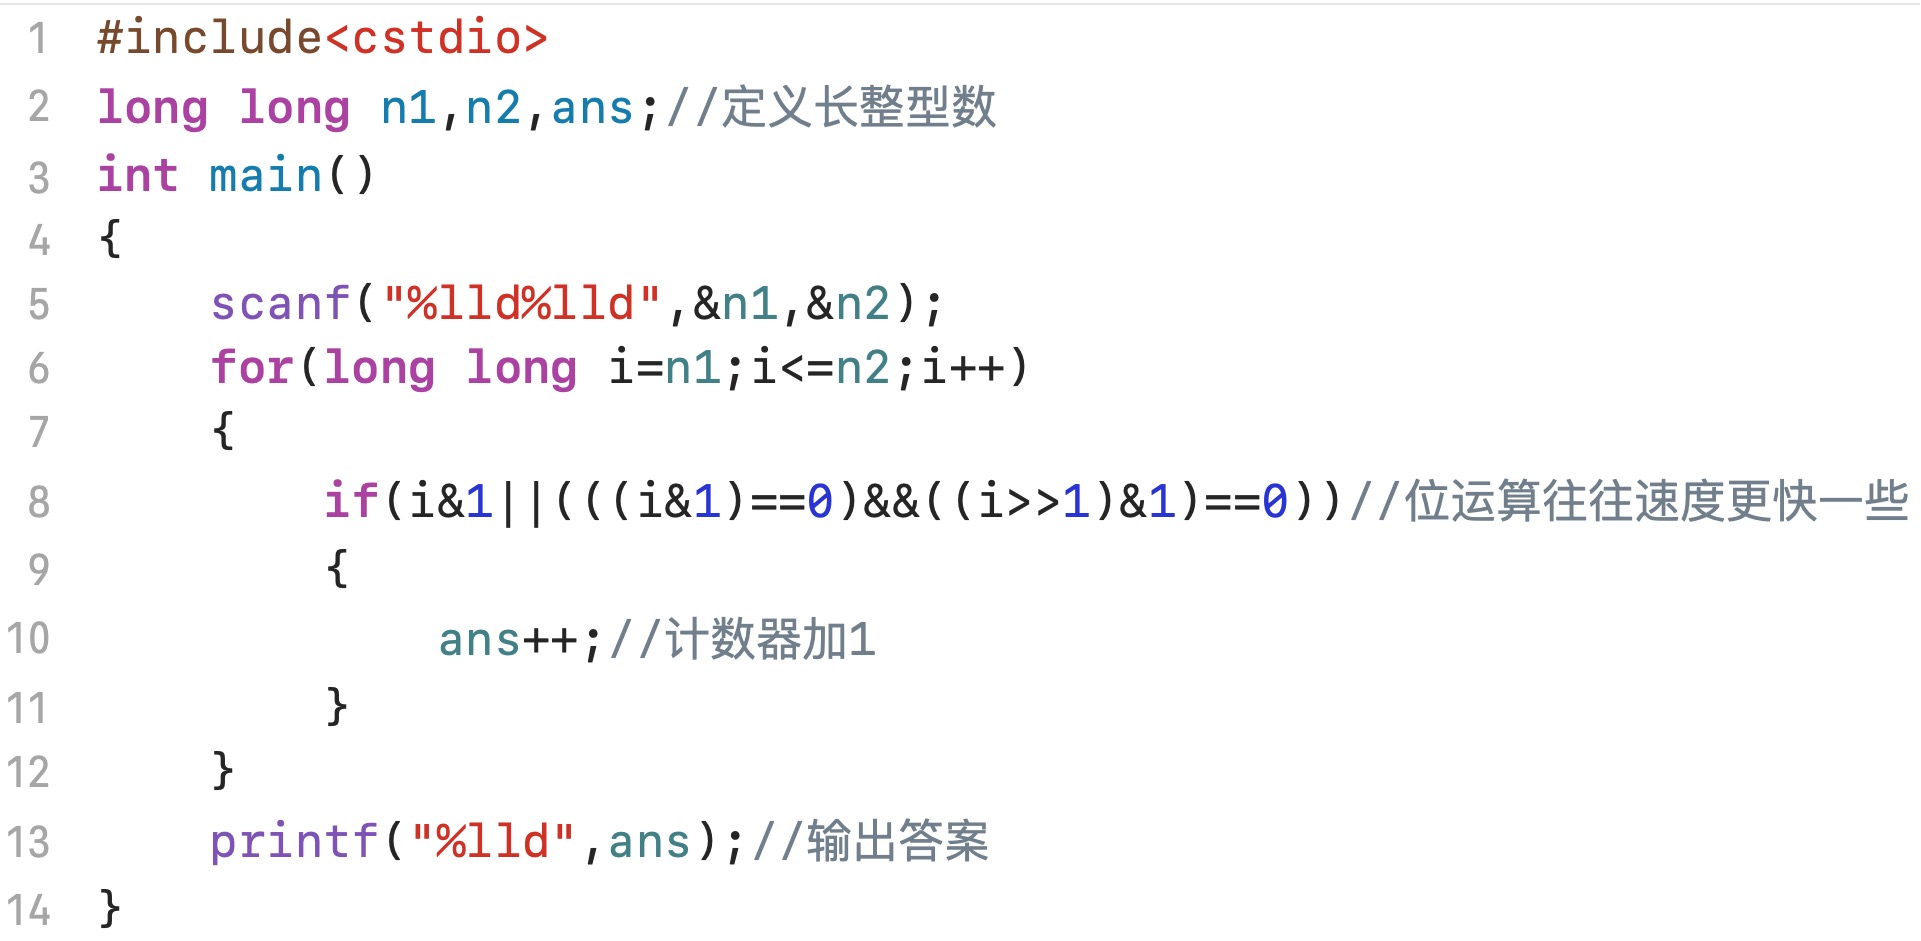 1 #include<cstdio>
2 long long n1,n2,ans;//定义长整型数
3 int main()
4 {
5     scanf("%lld%lld",&n1,&n2);
6     for(long long i=n1;i<=n2;i++)
7     {
8         if(i&1||(((i&1)==0)&&((i>>1)&1)==0))//位运算往往速度更快一些
9         {
10             ans++;//计数器加1
11         }
12     }
13     printf("%lld",ans);//输出答案
14 }